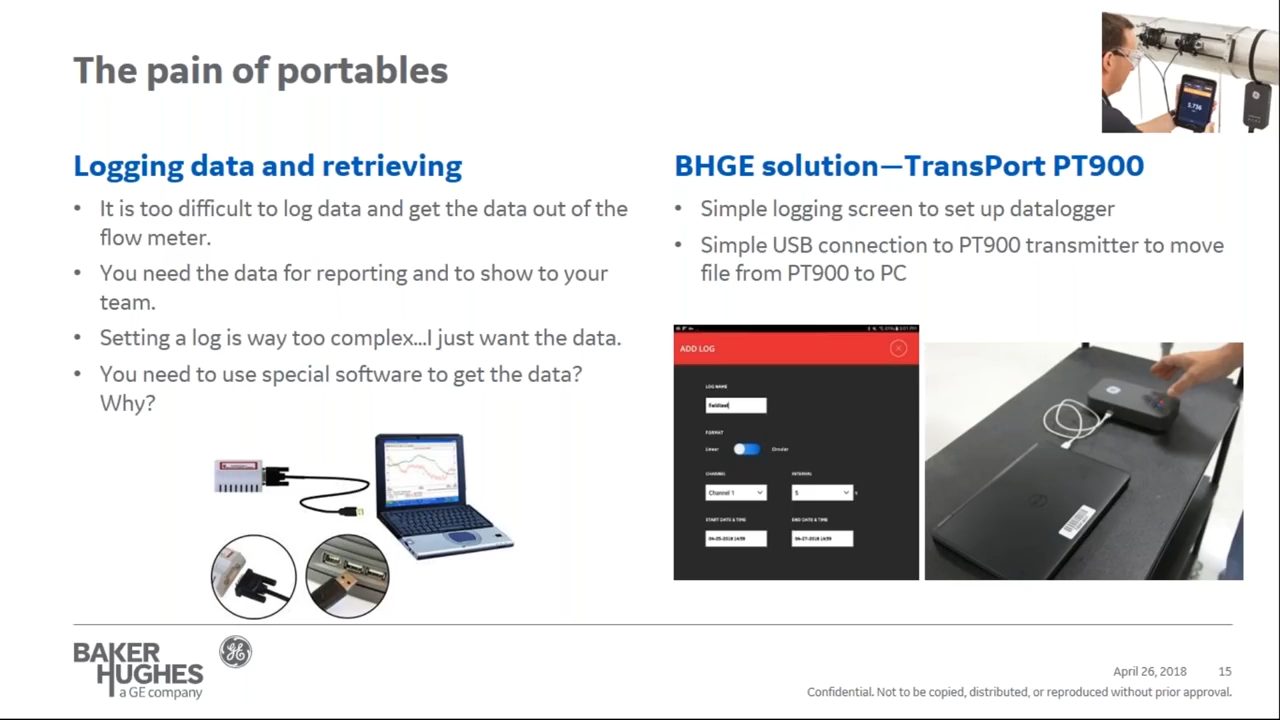 The pain of portables
Logging data and retrieving
• It is too difficult to log data and get the data out of the
flow meter.
• You need the data for reporting and to show to your
team.
• Setting a log is way too complex...I just want the data.
• You need to use special software to get the data?
Why?
BHGE solution—TransPort PT900
• Simple logging screen to set up datalogger
• Simple USB connection to PT900 transmitter to move
file from PT900 to PC
ADD LOG
LOG NAME
fieldtest
FORMAT
Linear Circular
CHANNEL INTERVAL
Channel 1 5 s
START DATE & TIME END DATE & TIME
BAKER
HUGHES
a GE company
April 26, 2018 15
Confidential. Not to be copied, distributed, or reproduced without prior approval.